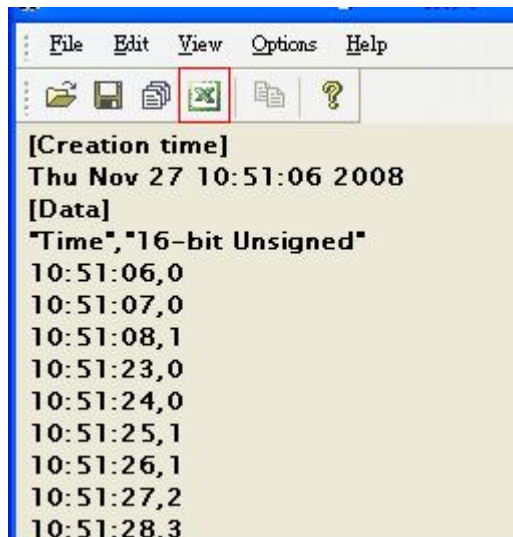 File Edit View Options Help
[Creation time]
Thu Nov 27 10:51:06 2008
[Data]
"Time","16-bit Unsigned"
10:51:06,0
10:51:07,0
10:51:08,1
10:51:23,0
10:51:24,0
10:51:25,1
10:51:26,1
10:51:27,2
10:51:28,3